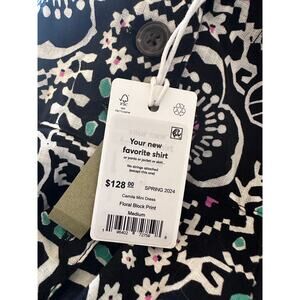 FSC
Your new
favorite shirt
or pants or jacket or skirt...
No strings attached
(except this one)
$128.00 SPRING 2024
Camila Mini Dress
Floral Block Print
Medium